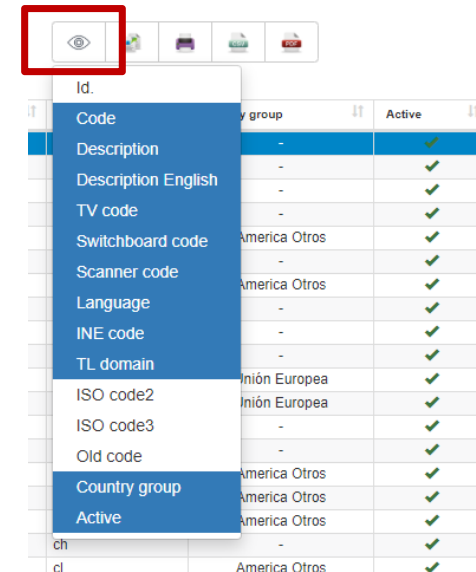 CSV
PDF
Id.
group
Active
Code
-
Description
-
Description English
-
TV code
-
Switchboard code
America Otros
-
Scanner code
America Otros
Language
-
INE code
-
TL domain
-
Unión Europea
ISO code2
Unión Europea
ISO code3
-
Old code
-
America Otros
Country group
America Otros
Active
America Otros
ch
-
cl
America Otros